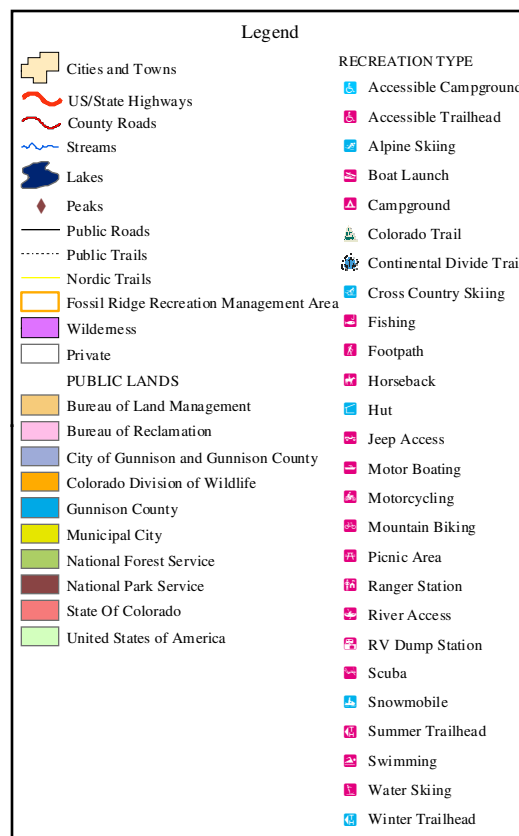 Legend
Cities and Towns
US/State Highways
County Roads
Streams
Lakes
Peaks
Public Roads
Public Trails
Nordic Trails
Fossil Ridge Recreation Management Area
Wilderness
Private
PUBLIC LANDS
Bureau of Land Management
Bureau of Reclamation
City of Gunnison and Gunnison County
Colorado Division of Wildlife
Gunnison County
Municipal City
National Forest Service
National Park Service
State Of Colorado
United States of America
RECREATION TYPE
Accessible Campground
Accessible Trailhead
Alpine Skiing
Boat Launch
Campground
Colorado Trail
Continental Divide Trai
Cross Country Skiing
Fishing
Footpath
Horseback
Hut
Jeep Access
Motor Boating
Motorcycling
Mountain Biking
Picnic Area
Ranger Station
River Access
RV Dump Station
Scuba
Snowmobile
Summer Trailhead
Swimming
Water Skiing
Winter Trailhead